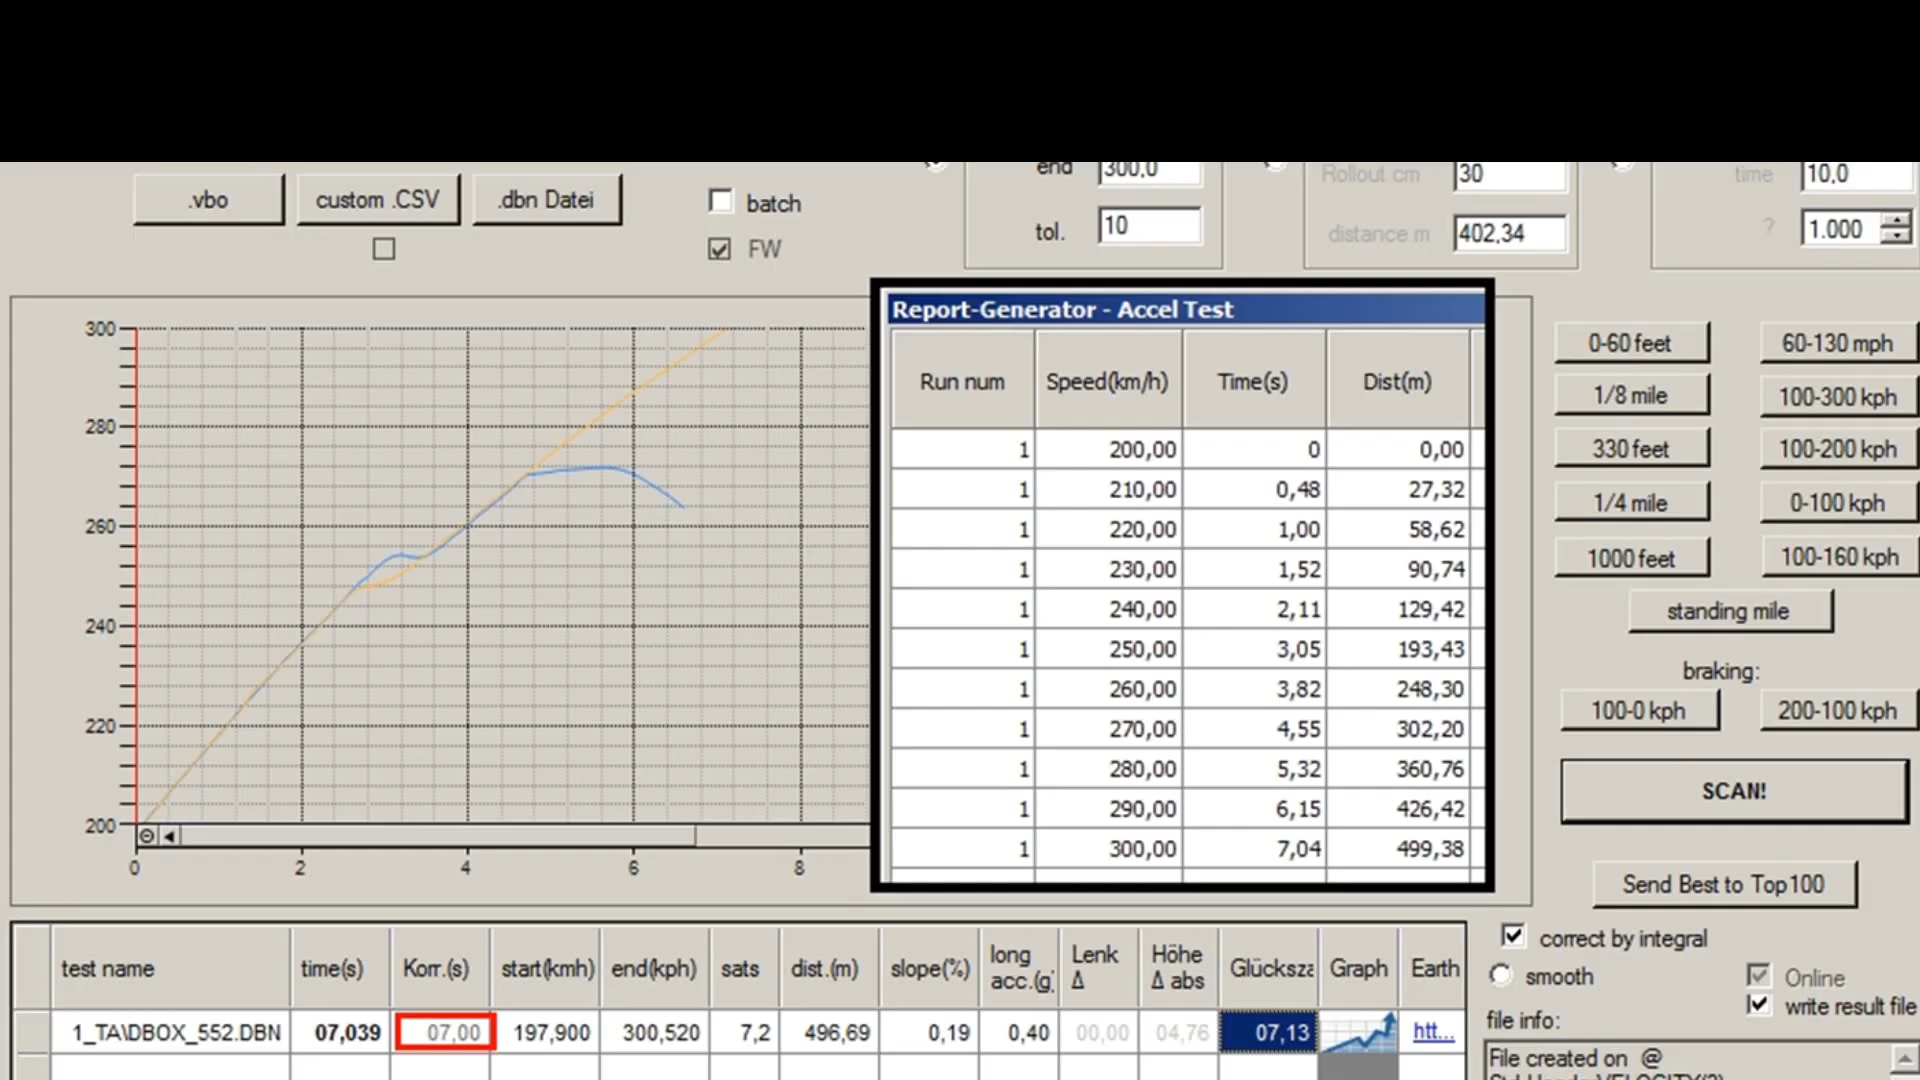 end 300,0 Rollout cm 30 time 10,0
.vbo custom .CSV .dbn Datei batch tol. 10 distance m 402,34 ? 1.000
FW
Report-Generator - Accel Test
Run num Speed(km/h) Time(s) Dist(m)
1 200,00 0 0,00
1 210,00 0,48 27,32
1 220,00 1,00 58,62
1 230,00 1,52 90,74
1 240,00 2,11 129,42
1 250,00 3,05 193,43
1 260,00 3,82 248,30
1 270,00 4,55 302,20
1 280,00 5,32 360,76
1 290,00 6,15 426,42
1 300,00 7,04 499,38
300
280
260
240
220
200
0 2 4 6 8
0-60 feet 60-130 mph
1/8 mile 100-300 kph
330 feet 100-200 kph
1/4 mile 0-100 kph
1000 feet 100-160 kph
standing mile
braking:
100-0 kph 200-100 kph
SCAN!
Send Best to Top100
correct by integral
smooth Online
write result file
file info:
File created on @
test name time(s) Korr.(s) start(kmh) end(kph) sats dist.(m) slope(%) long acc.(g) Lenk Δ Höhe Δ abs Glücksza Graph Earth
1_TA\DBOX_552.DBN 07,039 07,00 197,900 300,520 7,2 496,69 0,19 0,40 00,00 04,76 07,13 htt...